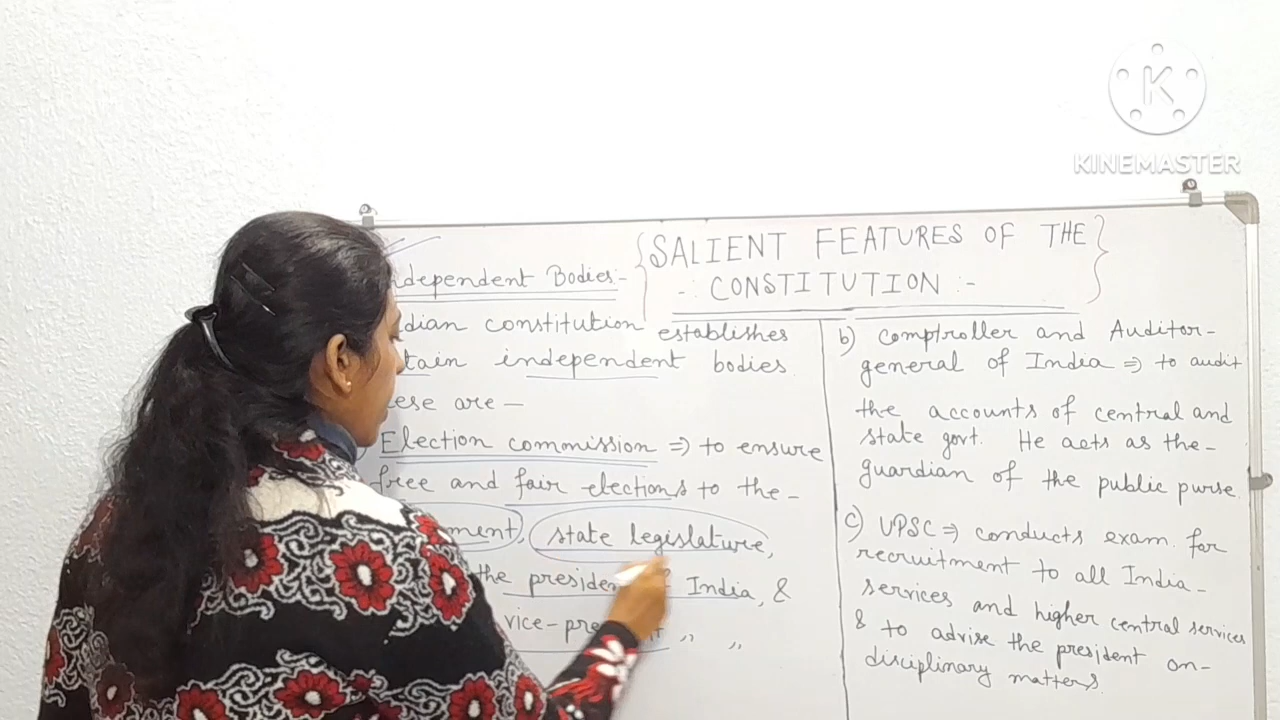 KINEMASTER
SALIENT FEATURES OF THE
CONSTITUTION :-
ndependent Bodies:-
dian constitution establishes
tain independent bodies
ese are —
Election commission => to ensure
free and fair elections to the-
ment, state legislature,
the presiden India, &
vice-pre t " "
b) Comptroller and Auditor-
general of India => to audit
the accounts of central and
state govt. He acts as the-
guardian of the public purse.
c) UPSC => conducts exam. for
recruitment to all India-
services and higher central services
& to advise the president on-
disciplinary matters.